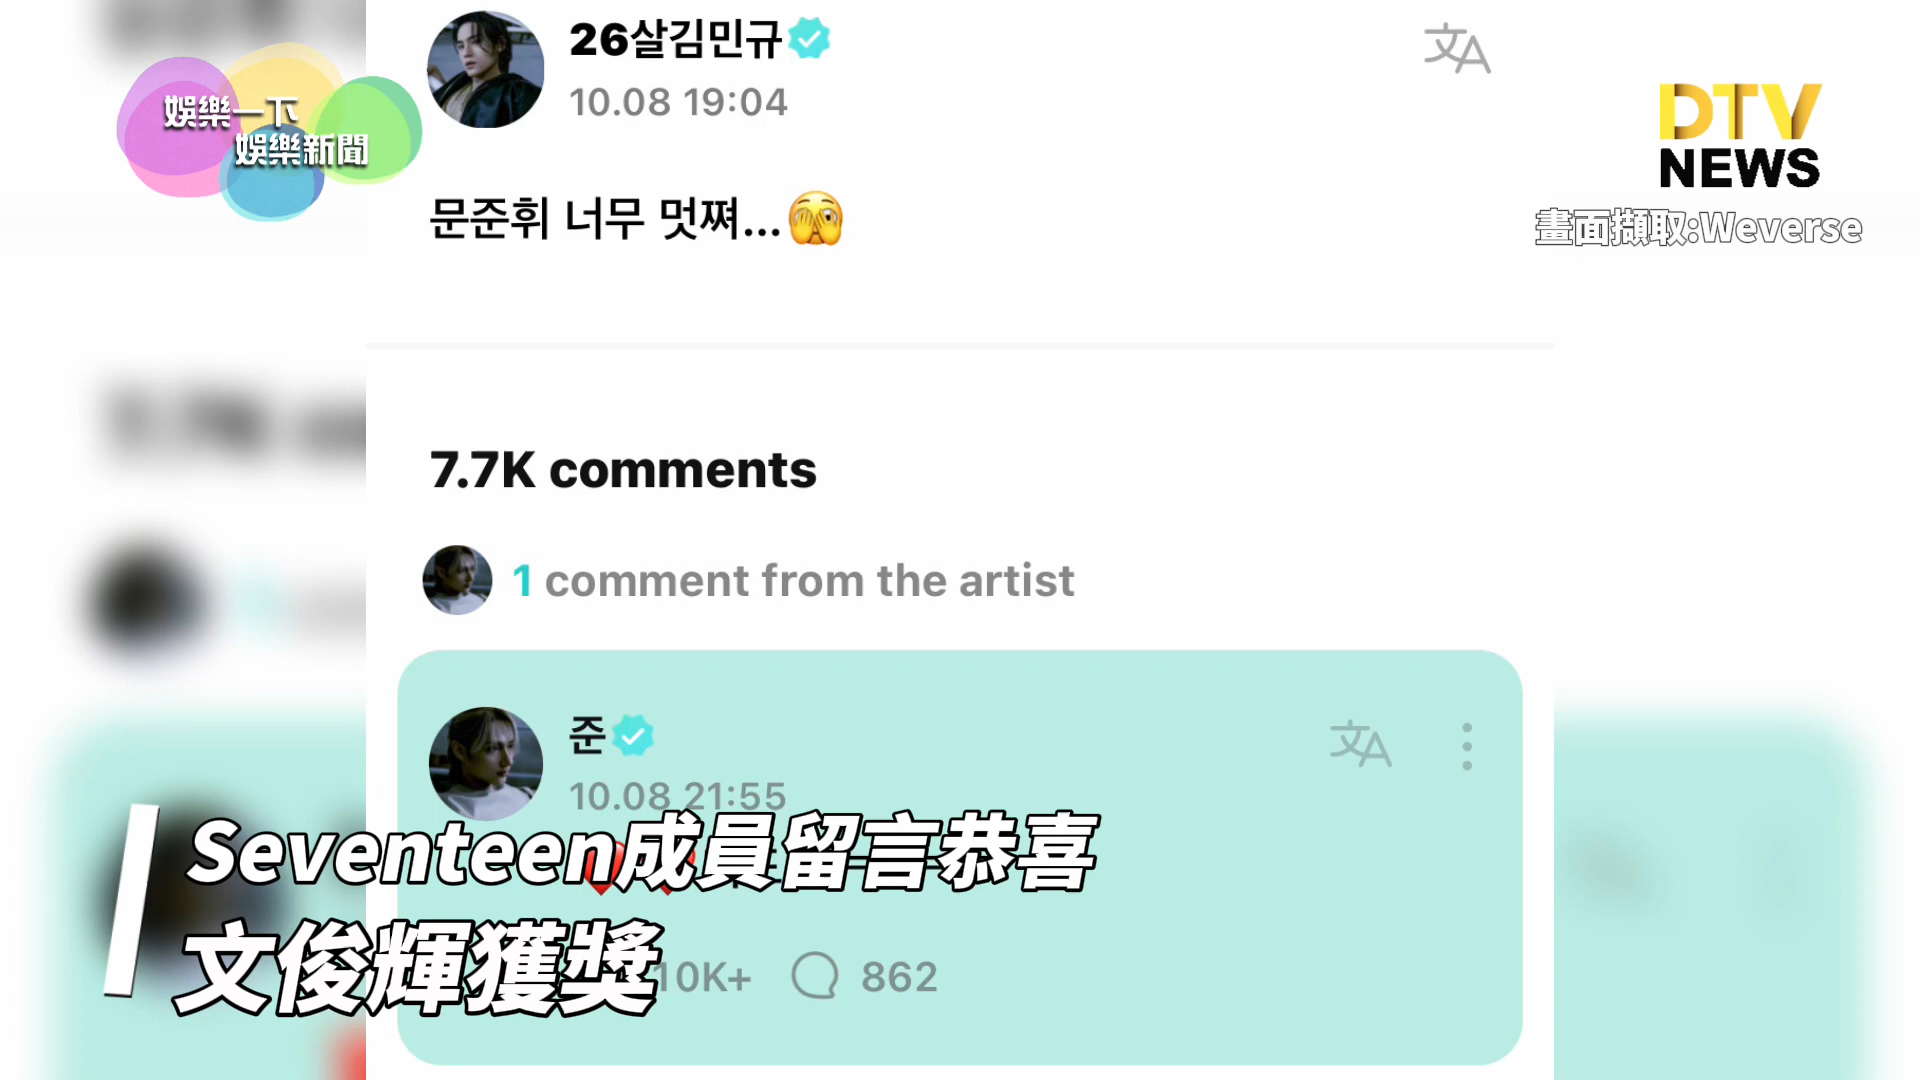 26살김민규
10.08 19:04
娛樂一下
娛樂新聞
DTV
NEWS
畫面擷取:Weverse
문준휘 너무 멋쪄...🫣
7.7K comments
1 comment from the artist
준
10.08 21:55
Seventeen成員留言恭喜
文俊輝獲獎
10K+
862